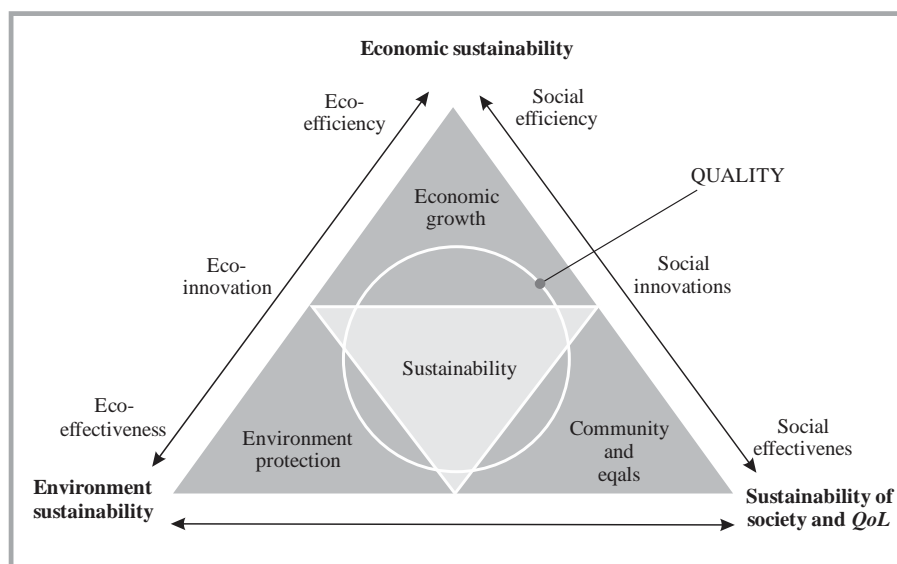 Economic sustainability
Eco-
efficiency
Social
efficiency
QUALITY
Economic
growth
Eco-
innovation
Social
innovations
Sustainability
Eco-
effectiveness
Environment
protection
Community
and
eqals
Social
effectivenes
Environment
sustainability
Sustainability of
society and QoL